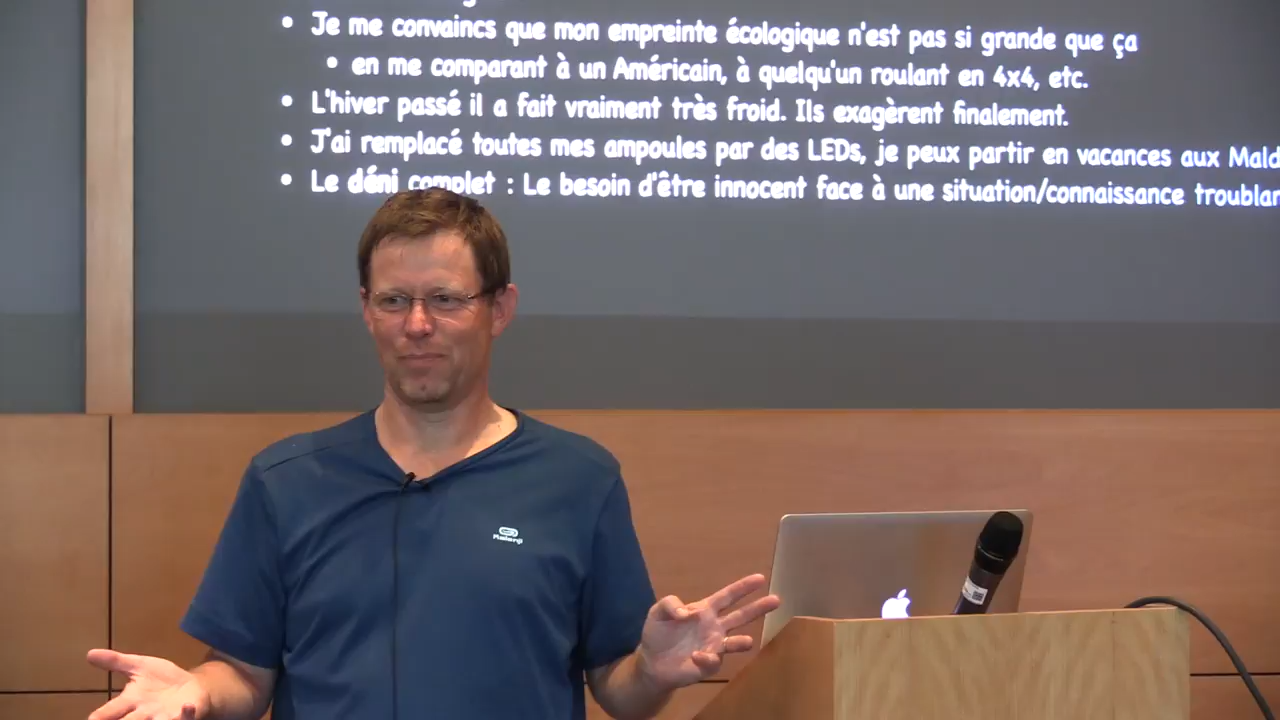 • Je me convaincs que mon empreinte écologique n'est pas si grande que ça
• en me comparant à un Américain, à quelqu'un roulant en 4x4, etc.
• L'hiver passé il a fait vraiment très froid. Ils exagèrent finalement.
• J'ai remplacé toutes mes ampoules par des LEDs, je peux partir en vacances aux Mald
• Le déni complet : Le besoin d'être innocent face à une situation/connaissance troublan